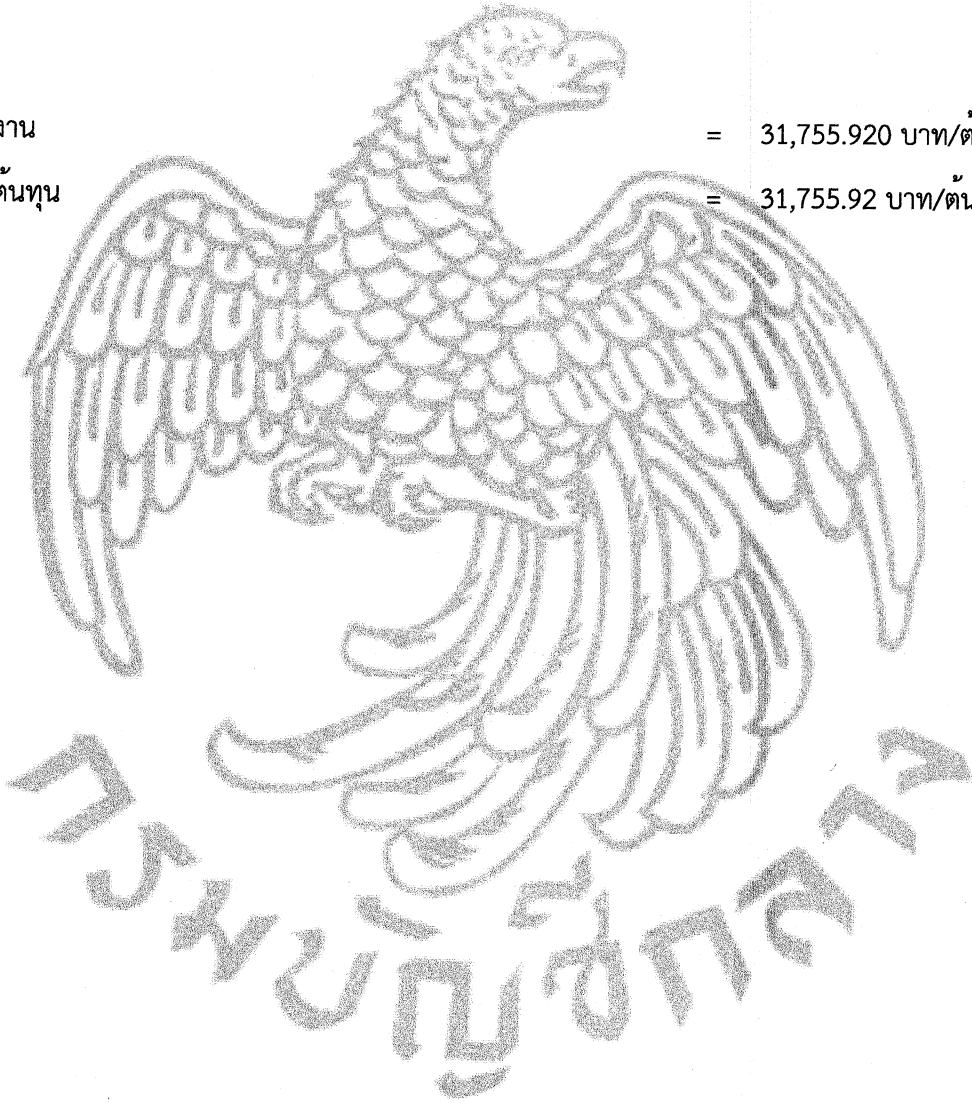 งาน = 31,755.920 บาท/ต้
ต้นทุน = 31,755.92 บาท/ต้น
กรมบัญชีกลาง